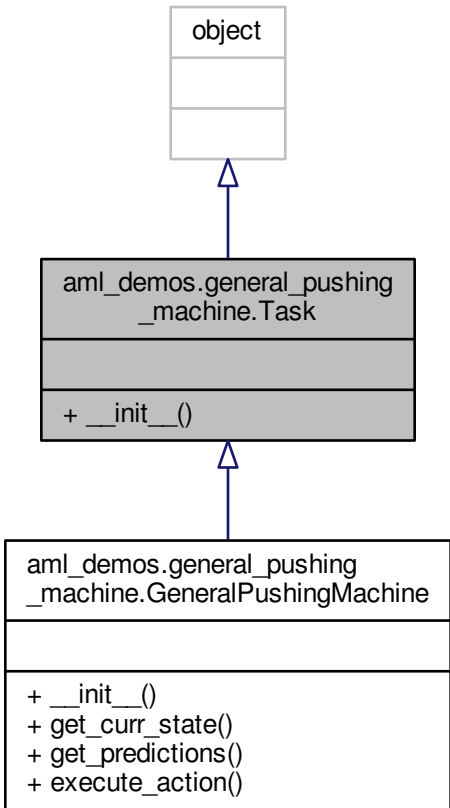 object
aml_demos.general_pushing
_machine.Task
+ __init__()
aml_demos.general_pushing
_machine.GeneralPushingMachine
+ __init__()
+ get_curr_state()
+ get_predictions()
+ execute_action()